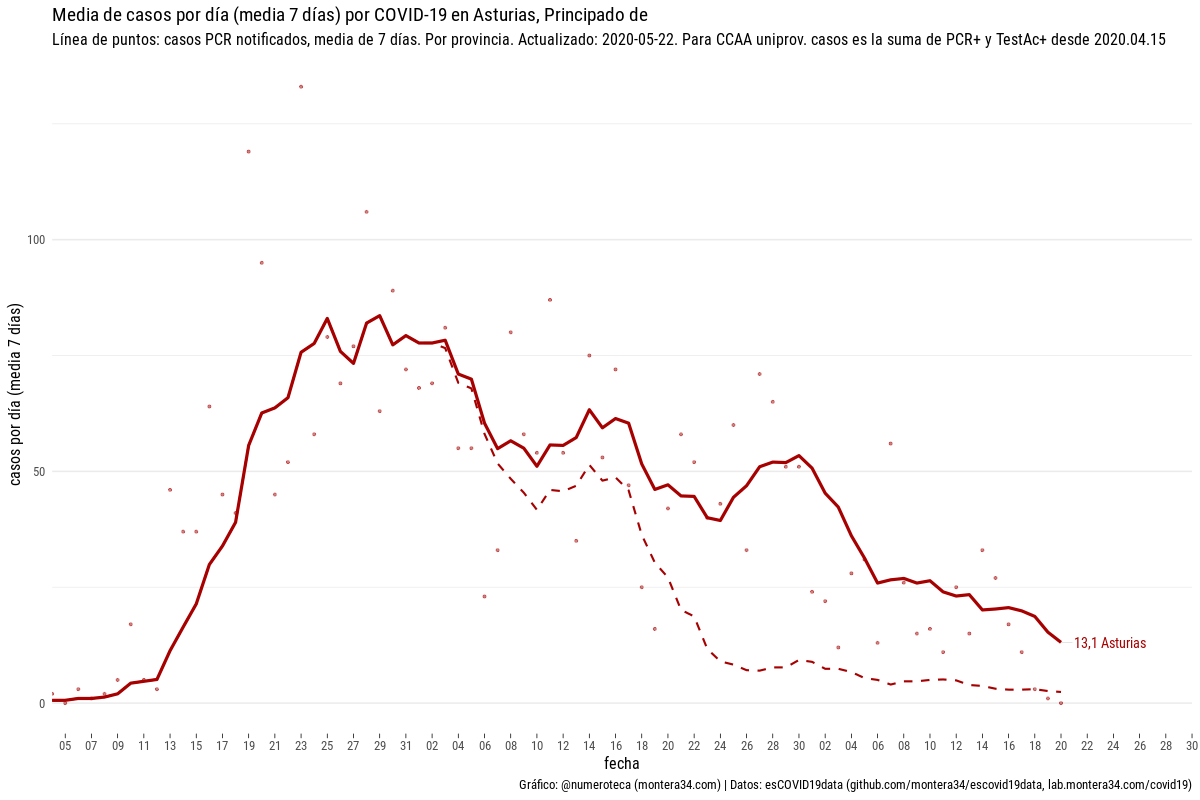 Media de casos por día (media 7 días) por COVID-19 en Asturias, Principado de
Línea de puntos: casos PCR notificados, media de 7 días. Por provincia. Actualizado: 2020-05-22. Para CCAA uniprov. casos es la suma de PCR+ y TestAc+ desde 2020.04.15
casos por día (media 7 días)
100
50
0
13,1 Asturias
05 07 09 11 13 15 17 19 21 23 25 27 29 31 02 04 06 08 10 12 14 16 18 20 22 24 26 28 30 02 04 06 08 10 12 14 16 18 20 22 24 26 28 30
fecha
Gráfico: @numeroteca (montera34.com) | Datos: esCOVID19data (github.com/montera34/escovid19data, lab.montera34.com/covid19)